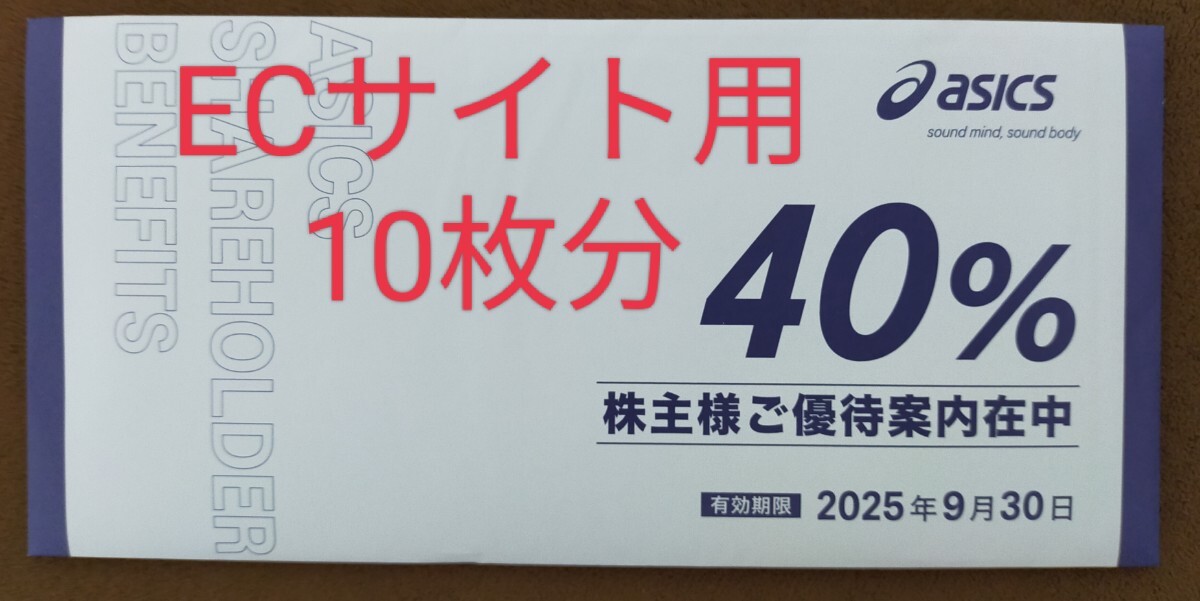 ASICS
SHAREHOLDER
BENEFITS
ECサイト用
10枚分
asics
sound mind, sound body
40%
株主様ご優待案内在中
有効期限 2025年9月30日